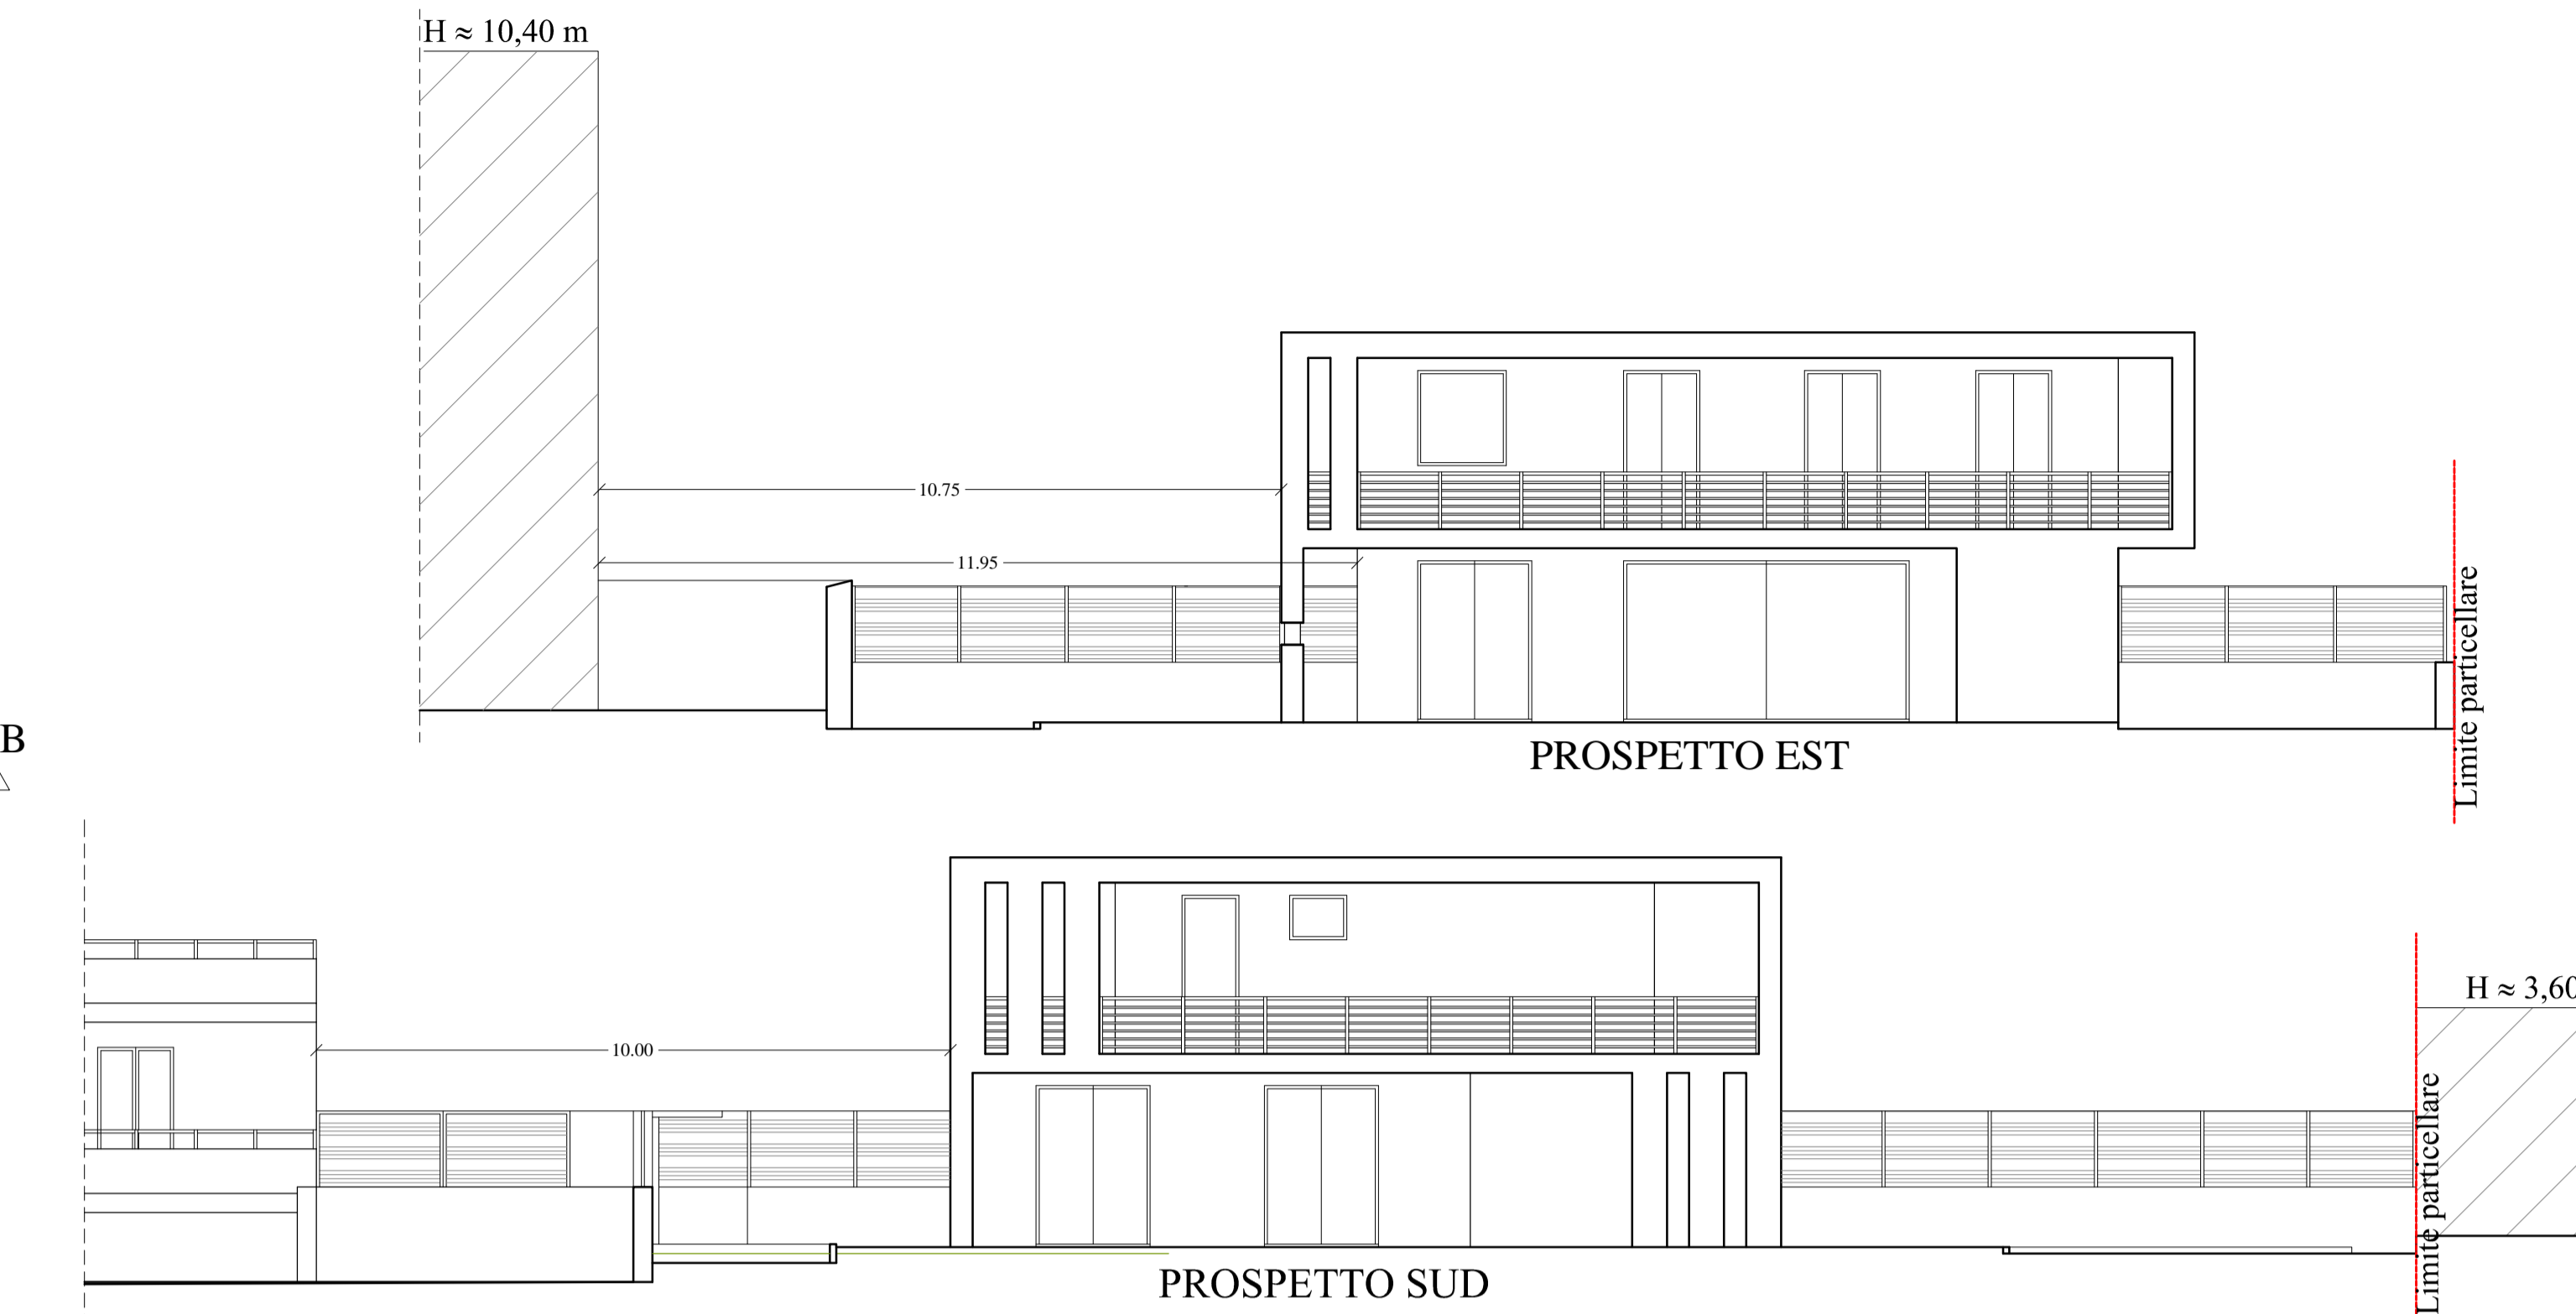 H ≈ 10,40 m
10.75
11.95
Limite particellare
B
PROSPETTO EST
H ≈ 3,60
10.00
Limite particellare
PROSPETTO SUD